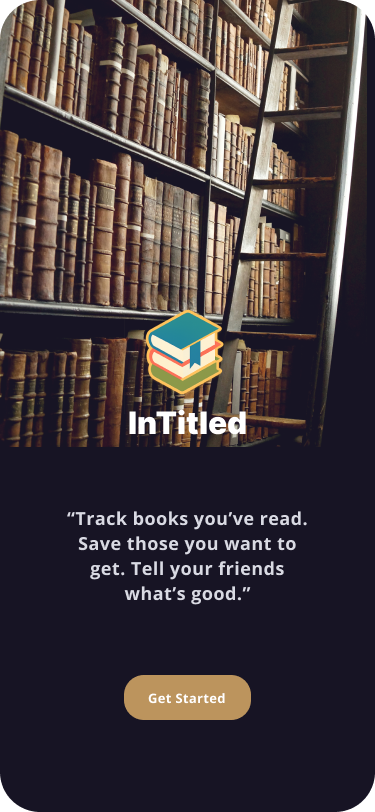 InTitled
“Track books you’ve read.
Save those you want to
get. Tell your friends
what’s good.”
Get Started